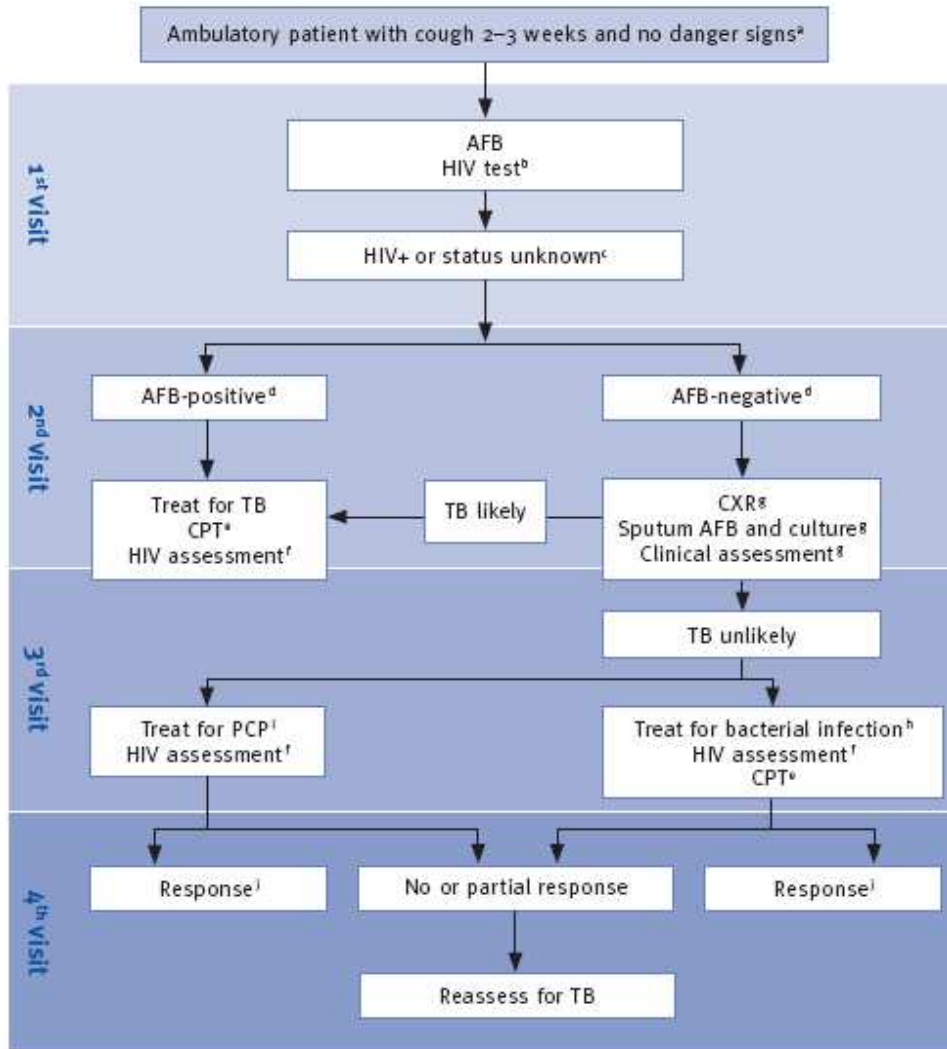 Ambulatory patient with cough 2–3 weeks and no danger signsᵃ
1ˢᵗ visit
AFB
HIV testᵇ
HIV+ or status unknownᶜ
2ⁿᵈ visit
AFB-positiveᵈ
AFB-negativeᵈ
Treat for TB
CPTᵉ
HIV assessmentᶠ
TB likely
CXRᵍ
Sputum AFB and cultureᵍ
Clinical assessmentᵍ
3ʳᵈ visit
TB unlikely
Treat for PCPⁱ
HIV assessmentᶠ
Treat for bacterial infectionʰ
HIV assessmentᶠ
CPTᵉ
4ᵗʰ visit
Responseʲ
No or partial response
Responseʲ
Reassess for TB